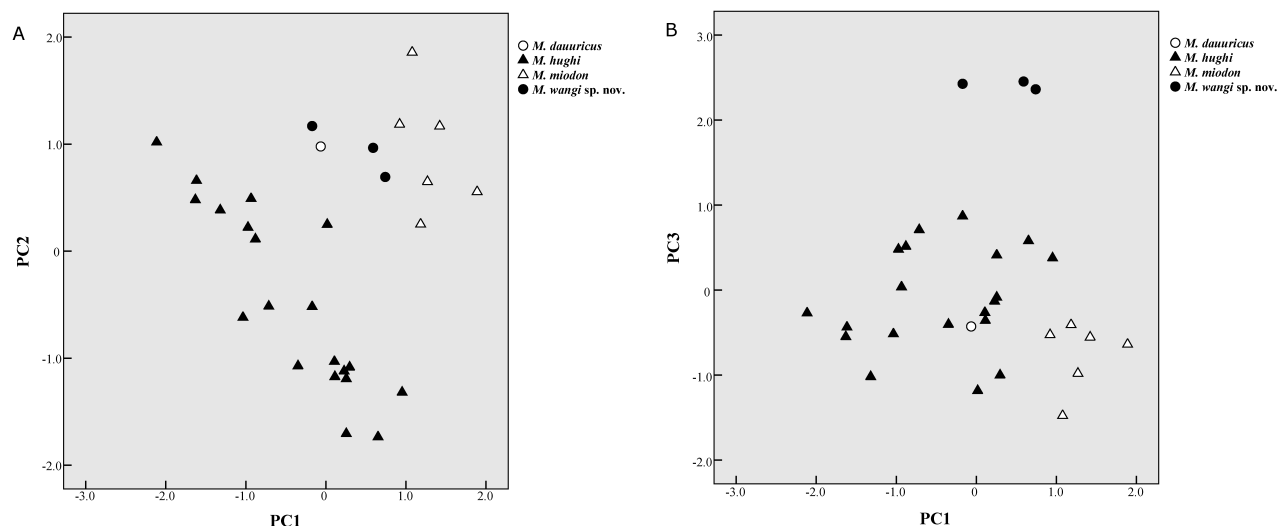 A
2.0
1.0
0
-1.0
-2.0
PC2
-3.0 -2.0 -1.0 0 1.0 2.0
PC1
M. dauuricus
M. hughi
M. miodon
M. wangi sp. nov.
B
3.0
2.0
1.0
0
-1.0
-2.0
PC3
-3.0 -2.0 -1.0 0 1.0 2.0
PC1
M. dauuricus
M. hughi
M. miodon
M. wangi sp. nov.